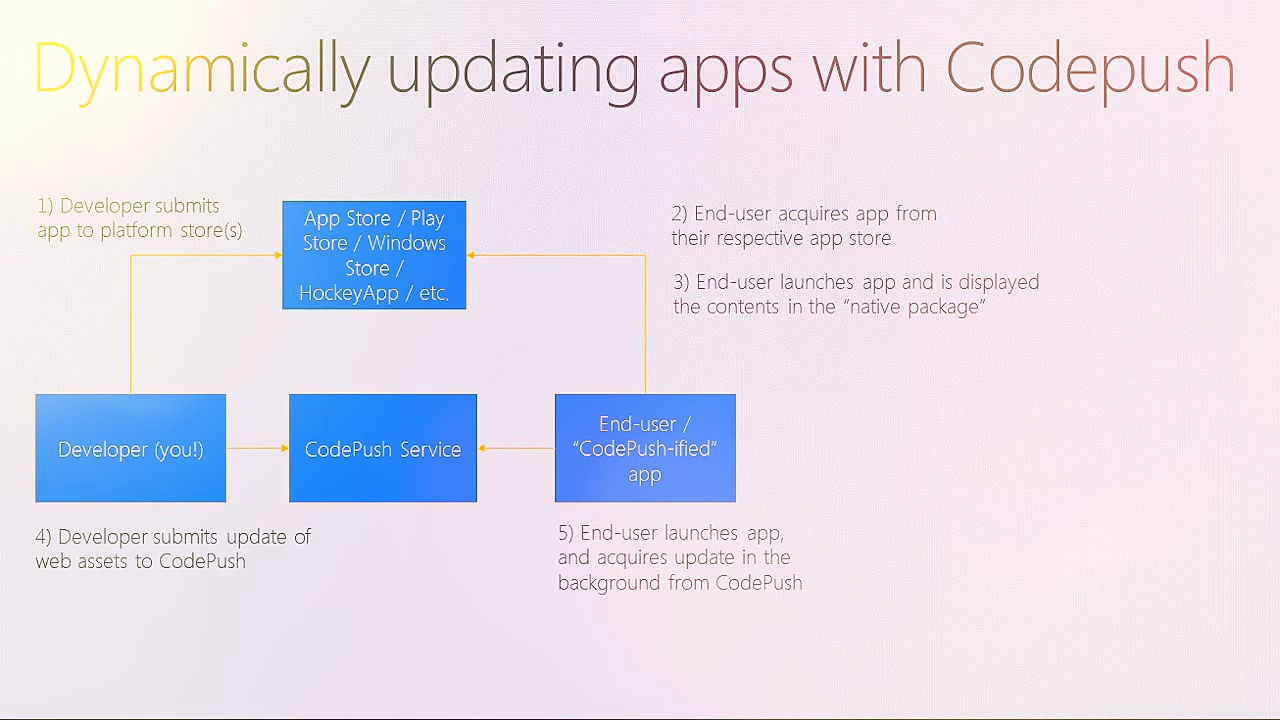 Dynamically updating apps with Codepush
1) Developer submits
app to platform store(s)
App Store / Play
Store / Windows
Store /
HockeyApp / etc.
2) End-user acquires app from
their respective app store
3) End-user launches app and is displayed
the contents in the “native package”
Developer (you!)
CodePush Service
End-user /
“CodePush-ified”
app
4) Developer submits update of
web assets to CodePush
5) End-user launches app,
and acquires update in the
background from CodePush